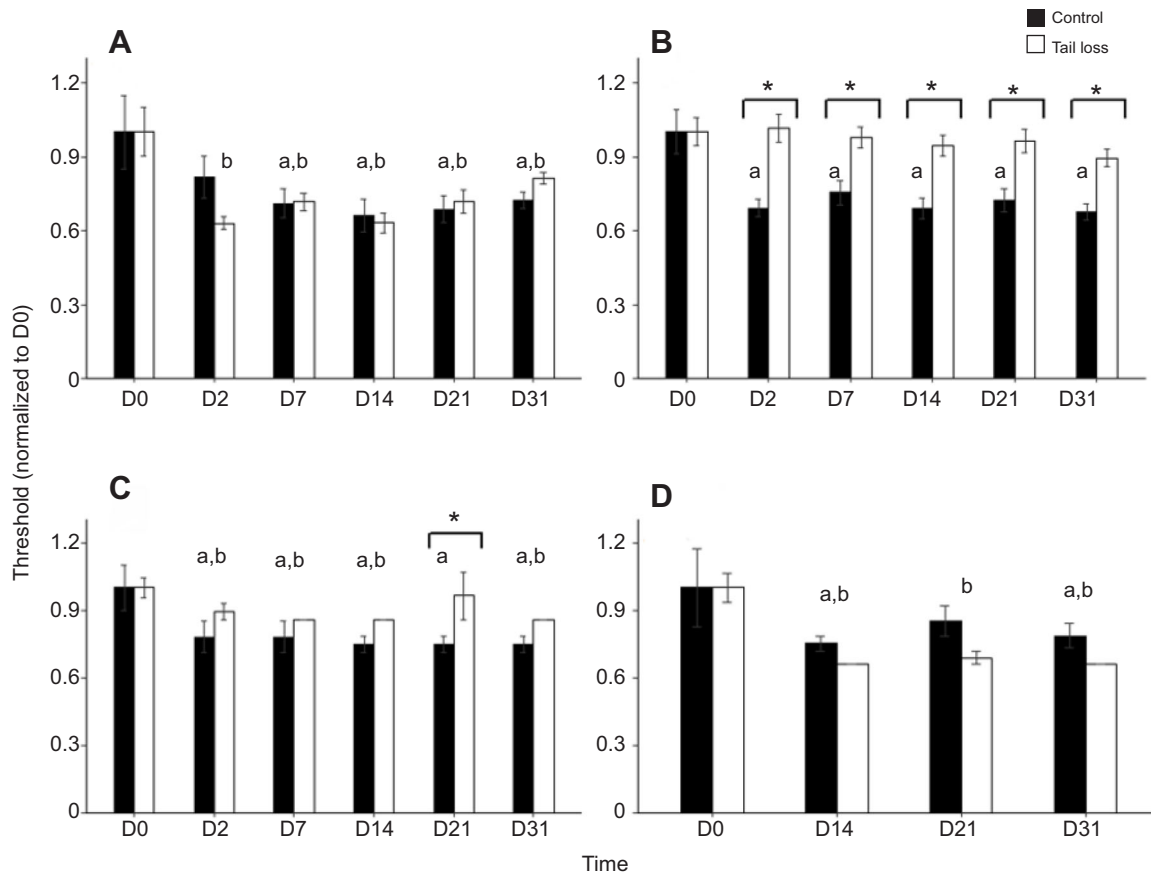 Control
Tail loss
A
1.2
0.9
0.6
0.3
0
b
a,b
a,b
a,b
a,b
D0
D2
D7
D14
D21
D31
B
1.2
0.9
0.6
0.3
0
*
*
*
*
*
a
a
a
a
a
D0
D2
D7
D14
D21
D31
Threshold (normalized to D0)
C
1.2
0.9
0.6
0.3
0
*
a,b
a,b
a,b
a
a,b
D0
D2
D7
D14
D21
D31
D
1.2
0.9
0.6
0.3
0
a,b
b
a,b
D0
D14
D21
D31
Time